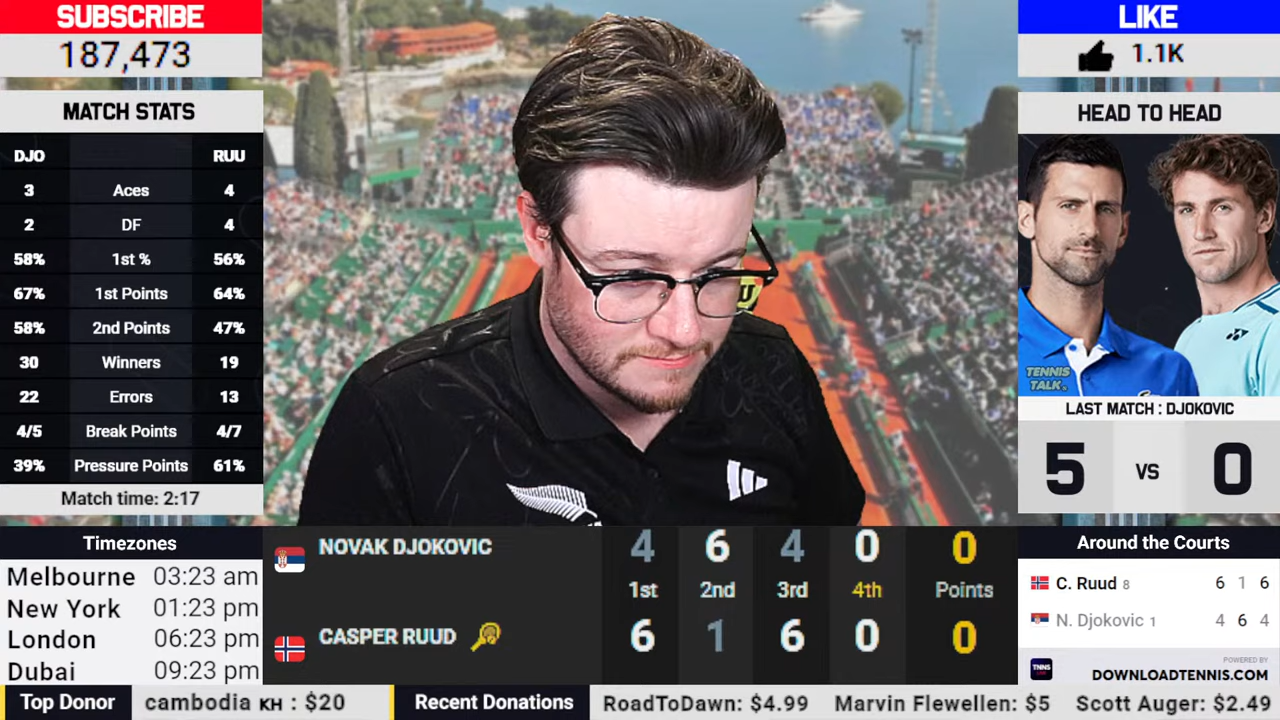 SUBSCRIBE
187,473
MATCH STATS
DJO RUU
3 Aces 4
2 DF 4
58% 1st % 56%
67% 1st Points 64%
58% 2nd Points 47%
30 Winners 19
22 Errors 13
4/5 Break Points 4/7
39% Pressure Points 61%
Match time: 2:17
Timezones
Melbourne 03:23 am
New York 01:23 pm
London 06:23 pm
Dubai 09:23 pm
NOVAK DJOKOVIC 4 6 4 0 0
1st 2nd 3rd 4th Points
CASPER RUUD 6 1 6 0 0
LIKE
1.1K
HEAD TO HEAD
TENNIS
TALK.
LAST MATCH : DJOKOVIC
5 VS 0
Around the Courts
C. Ruud 8 6 1 6
N. Djokovic 1 4 6 4
TNNS
POWERED BY
DOWNLOADTENNIS.COM
Top Donor cambodia KH : $20 Recent Donations RoadToDawn: $4.99 Marvin Flewellen: $5 Scott Auger: $2.49